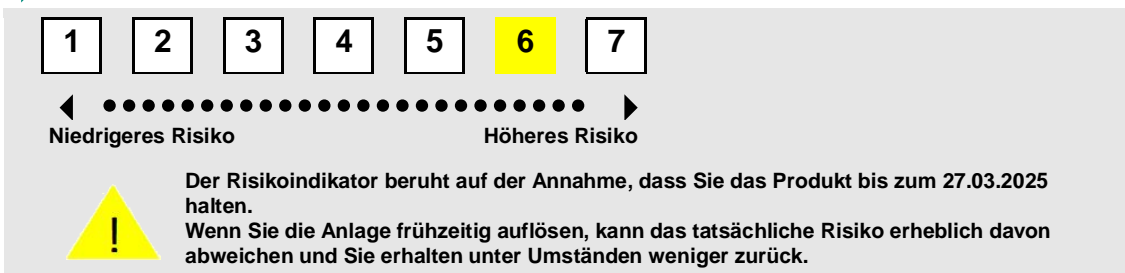 1 2 3 4 5 6 7
Niedrigeres Risiko Höheres Risiko
!
Der Risikoindikator beruht auf der Annahme, dass Sie das Produkt bis zum 27.03.2025
halten.
Wenn Sie die Anlage frühzeitig auflösen, kann das tatsächliche Risiko erheblich davon
abweichen und Sie erhalten unter Umständen weniger zurück.